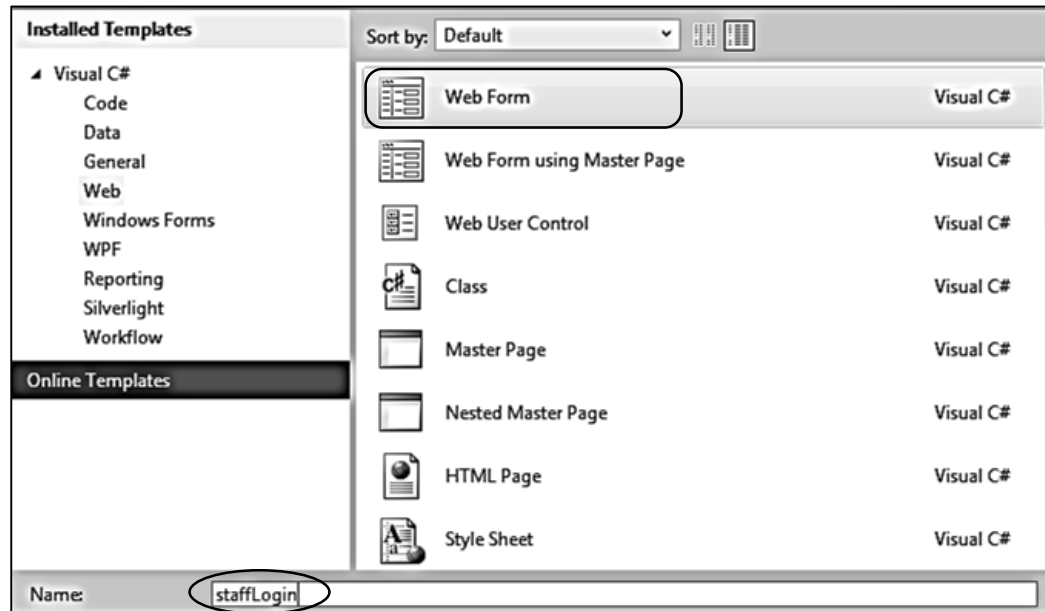 Installed Templates
Visual C#
Code
Data
General
Web
Windows Forms
WPF
Reporting
Silverlight
Workflow
Online Templates
Sort by: Default
Web Form Visual C#
Web Form using Master Page Visual C#
Web User Control Visual C#
Class Visual C#
Master Page Visual C#
Nested Master Page Visual C#
HTML Page Visual C#
Style Sheet Visual C#
Name: staffLogin